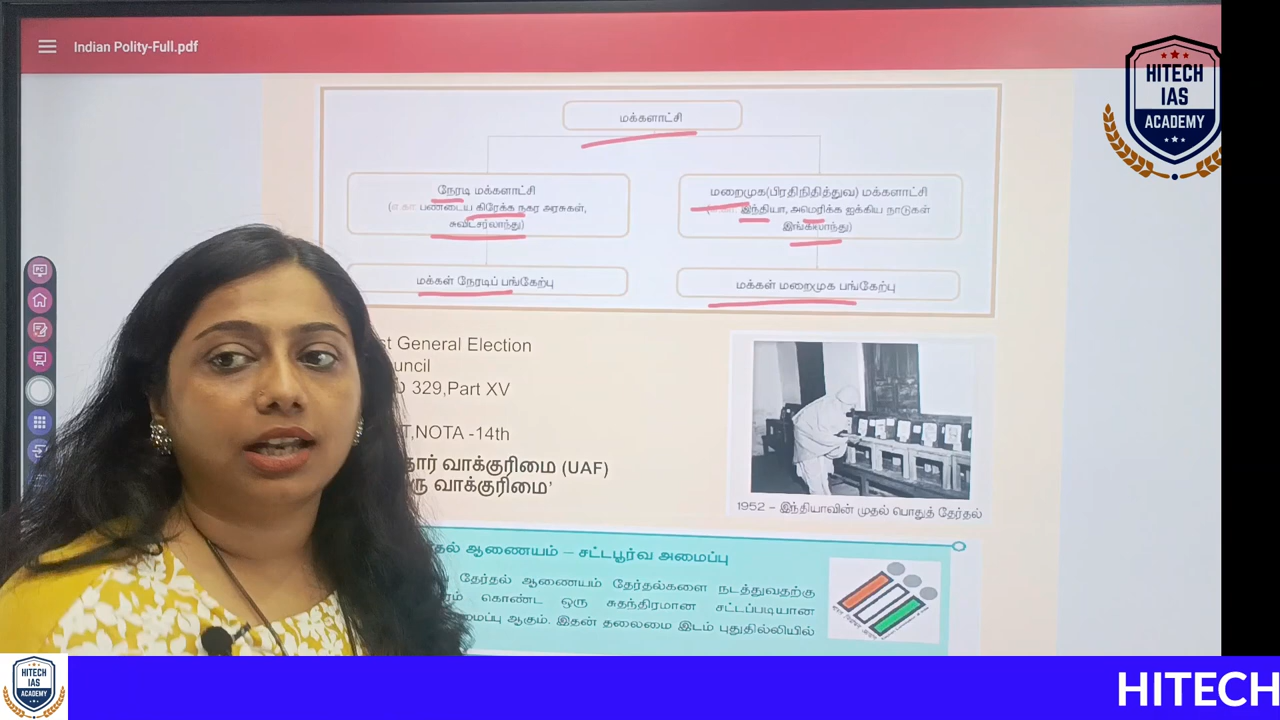 Indian Polity-Full.pdf
HITECH
IAS
ACADEMY
மக்களாட்சி
நேரடி மக்களாட்சி
பண்டைய கிரேக்க நகர அரசுகள்,
சுவிட்சர்லாந்து)
மறைமுக(பிரதிநிதித்துவ) மக்களாட்சி
இந்தியா, அமெரிக்க ஐக்கிய நாடுகள்
இங்கிலாந்து)
மக்கள் நேரடிப் பங்கேற்பு
மக்கள் மறைமுக பங்கேற்பு
st General Election
uncil
329,Part XV
T,NOTA -14th
வாக்குரிமை (UAF)
வாக்குரிமை’
1952 – இந்தியாவின் முதல் பொதுத் தேர்தல்
ஆணையம் – சட்டபூர்வ அமைப்பு
தேர்தல் ஆணையம் தேர்தல்களை நடத்துவதற்கு
கொண்ட ஒரு சுதந்திரமான சட்டப்படியான
ஆகும். இதன் தலைமை இடம் புதுதில்லியில்
HITECH
IAS
ACADEMY
HITECH